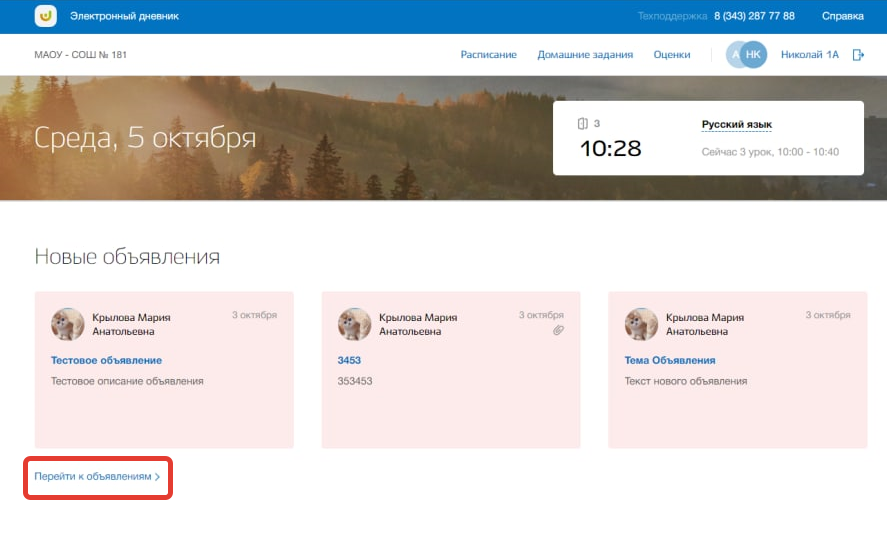 Электронный дневник
Техподдержка 8 (343) 287 77 88 Справка
МАОУ - СОШ № 181
Расписание Домашние задания Оценки А НК Николай 1А
Среда, 5 октября
3 Русский язык
10:28
Сейчас 3 урок, 10:00 - 10:40
Новые объявления
Крылова Мария Анатольевна
3 октября
Тестовое объявление
Тестовое описание объявления
Крылова Мария Анатольевна
3 октября
3453
353453
Крылова Мария Анатольевна
3 октября
Тема Объявления
Текст нового объявления
Перейти к объявлениям >